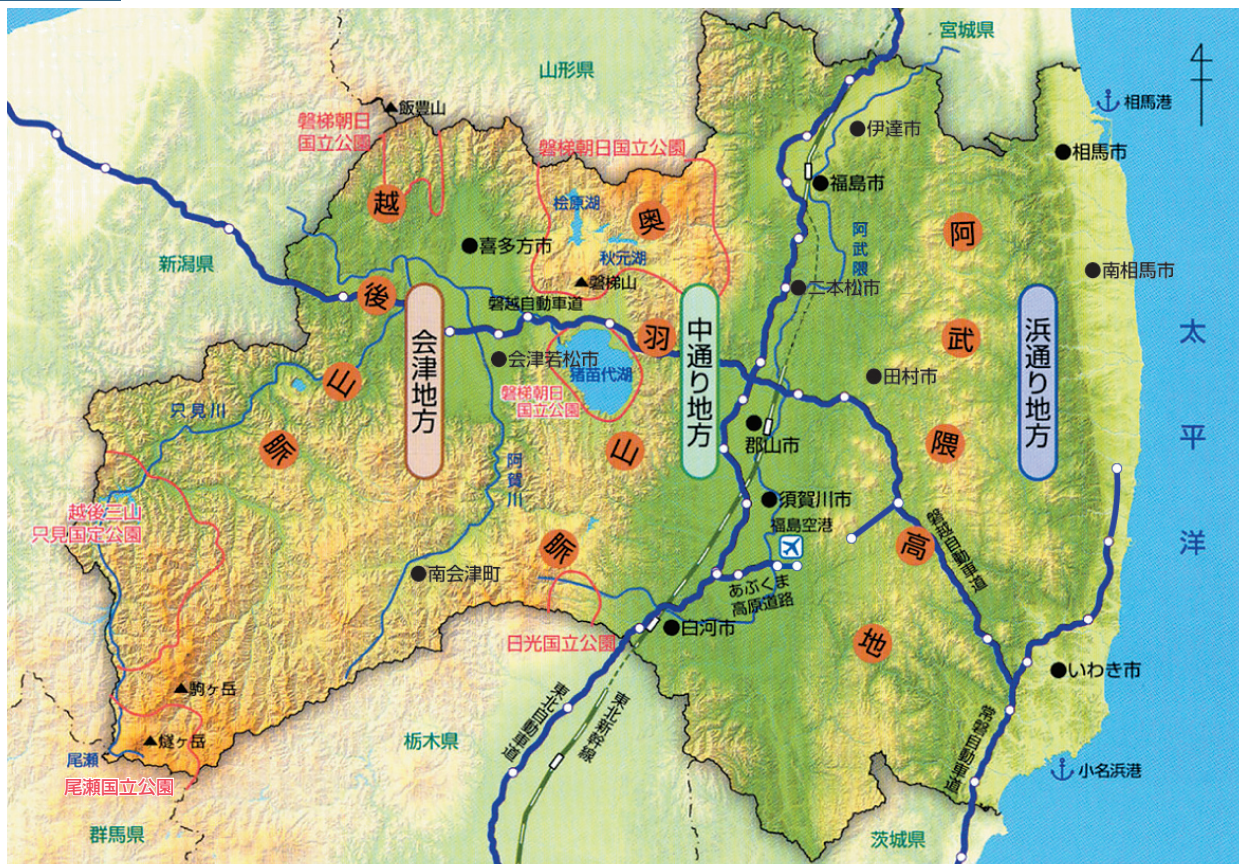 宮城県
山形県
相馬港
飯豊山
磐梯朝日
国立公園
伊達市
磐梯朝日国立公園
相馬市
福島市
越
桧原湖
奥
阿
喜多方市
阿武隈川
秋元湖
新潟県
南相馬市
磐梯山
二本松市
後
磐越自動車道
太平洋
会津地方
中通り地方
浜通り地方
羽
武
会津若松市
猪苗代湖
田村市
山
磐梯朝日
国立公園
只見川
脈
山
郡山市
隈
阿賀川
須賀川市
越後三山
只見国定公園
福島空港
磐越自動車道
脈
高
南会津町
あぶくま
高原道路
白河市
日光国立公園
地
いわき市
駒ヶ岳
東北自動車道
東北新幹線
常磐自動車道
燧ヶ岳
栃木県
尾瀬
小名浜港
尾瀬国立公園
群馬県
茨城県